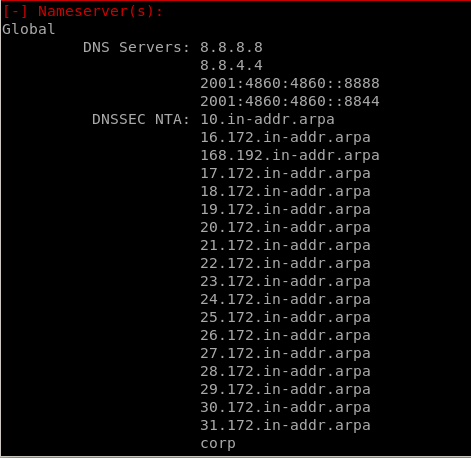 [-] Nameserver(s):
Global
DNS Servers: 8.8.8.8
8.8.4.4
2001:4860:4860::8888
2001:4860:4860::8844
DNSSEC NTA: 10.in-addr.arpa
16.172.in-addr.arpa
168.192.in-addr.arpa
17.172.in-addr.arpa
18.172.in-addr.arpa
19.172.in-addr.arpa
20.172.in-addr.arpa
21.172.in-addr.arpa
22.172.in-addr.arpa
23.172.in-addr.arpa
24.172.in-addr.arpa
25.172.in-addr.arpa
26.172.in-addr.arpa
27.172.in-addr.arpa
28.172.in-addr.arpa
29.172.in-addr.arpa
30.172.in-addr.arpa
31.172.in-addr.arpa
corp